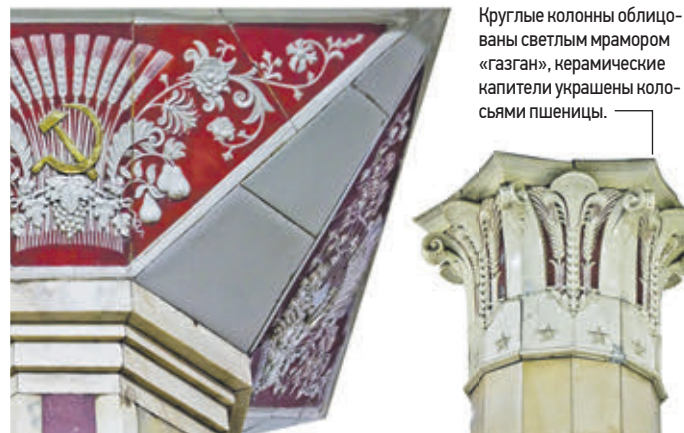 Круглые колонны облицо-
ваны светлым мрамором
«газган», керамические
капители украшены коло-
сьями пшеницы.